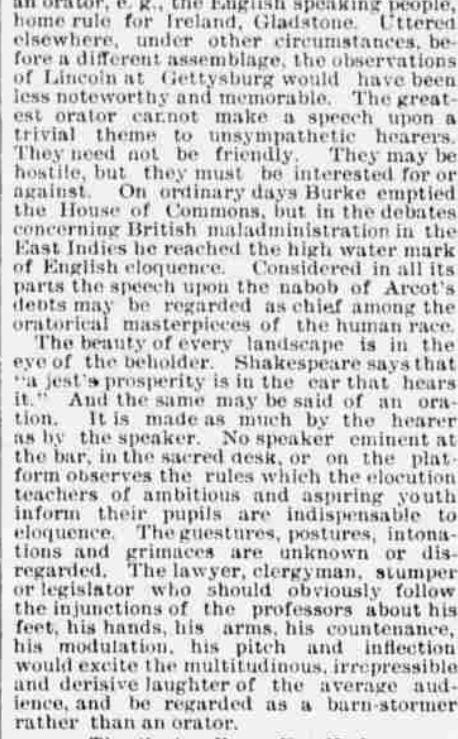 an orator, e. g., the English speaking people,
home rule for Ireland, Gladstone. Uttered
elsewhere, under other circumstances, be-
fore a different assemblage, the observations
of Lincoln at Gettysburg would have been
less noteworthy and memorable. The great-
est orator cannot make a speech upon a
trivial theme to unsympathetic hearers.
They need not be friendly. They may be
hostile, but they must be interested for or
against. On ordinary days Burke emptied
the House of Commons, but in the debates
concerning British maladministration in the
East Indies he reached the high water mark
of English eloquence. Considered in all its
parts the speech upon the nabob of Arcot's
debts may be regarded as chief among the
oratorical masterpieces of the human race.
The beauty of every landscape is in the
eye of the beholder. Shakespeare says that
"a jest's prosperity is in the ear that hears
it." And the same may be said of an ora-
tion. It is made as much by the hearer
as by the speaker. No speaker eminent at
the bar, in the sacred desk, or on the plat-
form observes the rules which the elocution
teachers of ambitious and aspiring youth
inform their pupils are indispensable to
eloquence. The guestures, postures, intona-
tions and grimaces are unknown or dis-
regarded. The lawyer, clergyman, stumper
or legislator who should obviously follow
the injunctions of the professors about his
feet, his hands, his arms, his countenance,
his modulation, his pitch and inflection
would excite the multitudinous, irrepressible
and derisive laughter of the average aud-
ience, and be regarded as a barn-stormer
rather than an orator.